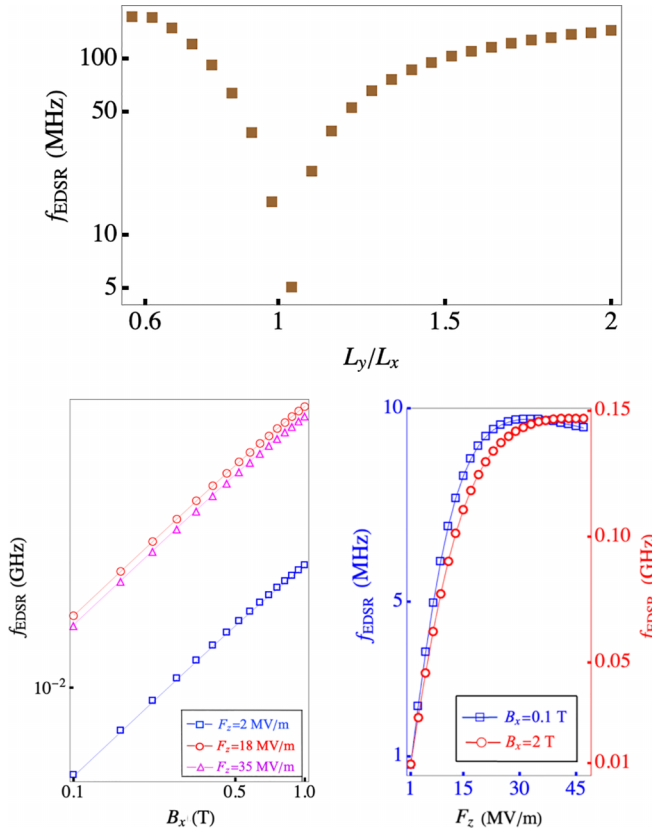 100
50
10
5
f_EDSR (MHz)
0.6
1
1.5
2
L_y/L_x
f_EDSR (GHz)
10^-2
0.1
0.5
1.0
B_x (T)
F_z=2 MV/m
F_z=18 MV/m
F_z=35 MV/m
10
5
1
f_EDSR (MHz)
1
15
30
45
F_z (MV/m)
B_x=0.1 T
B_x=2 T
0.15
0.10
0.05
0.01
f_EDSR (GHz)